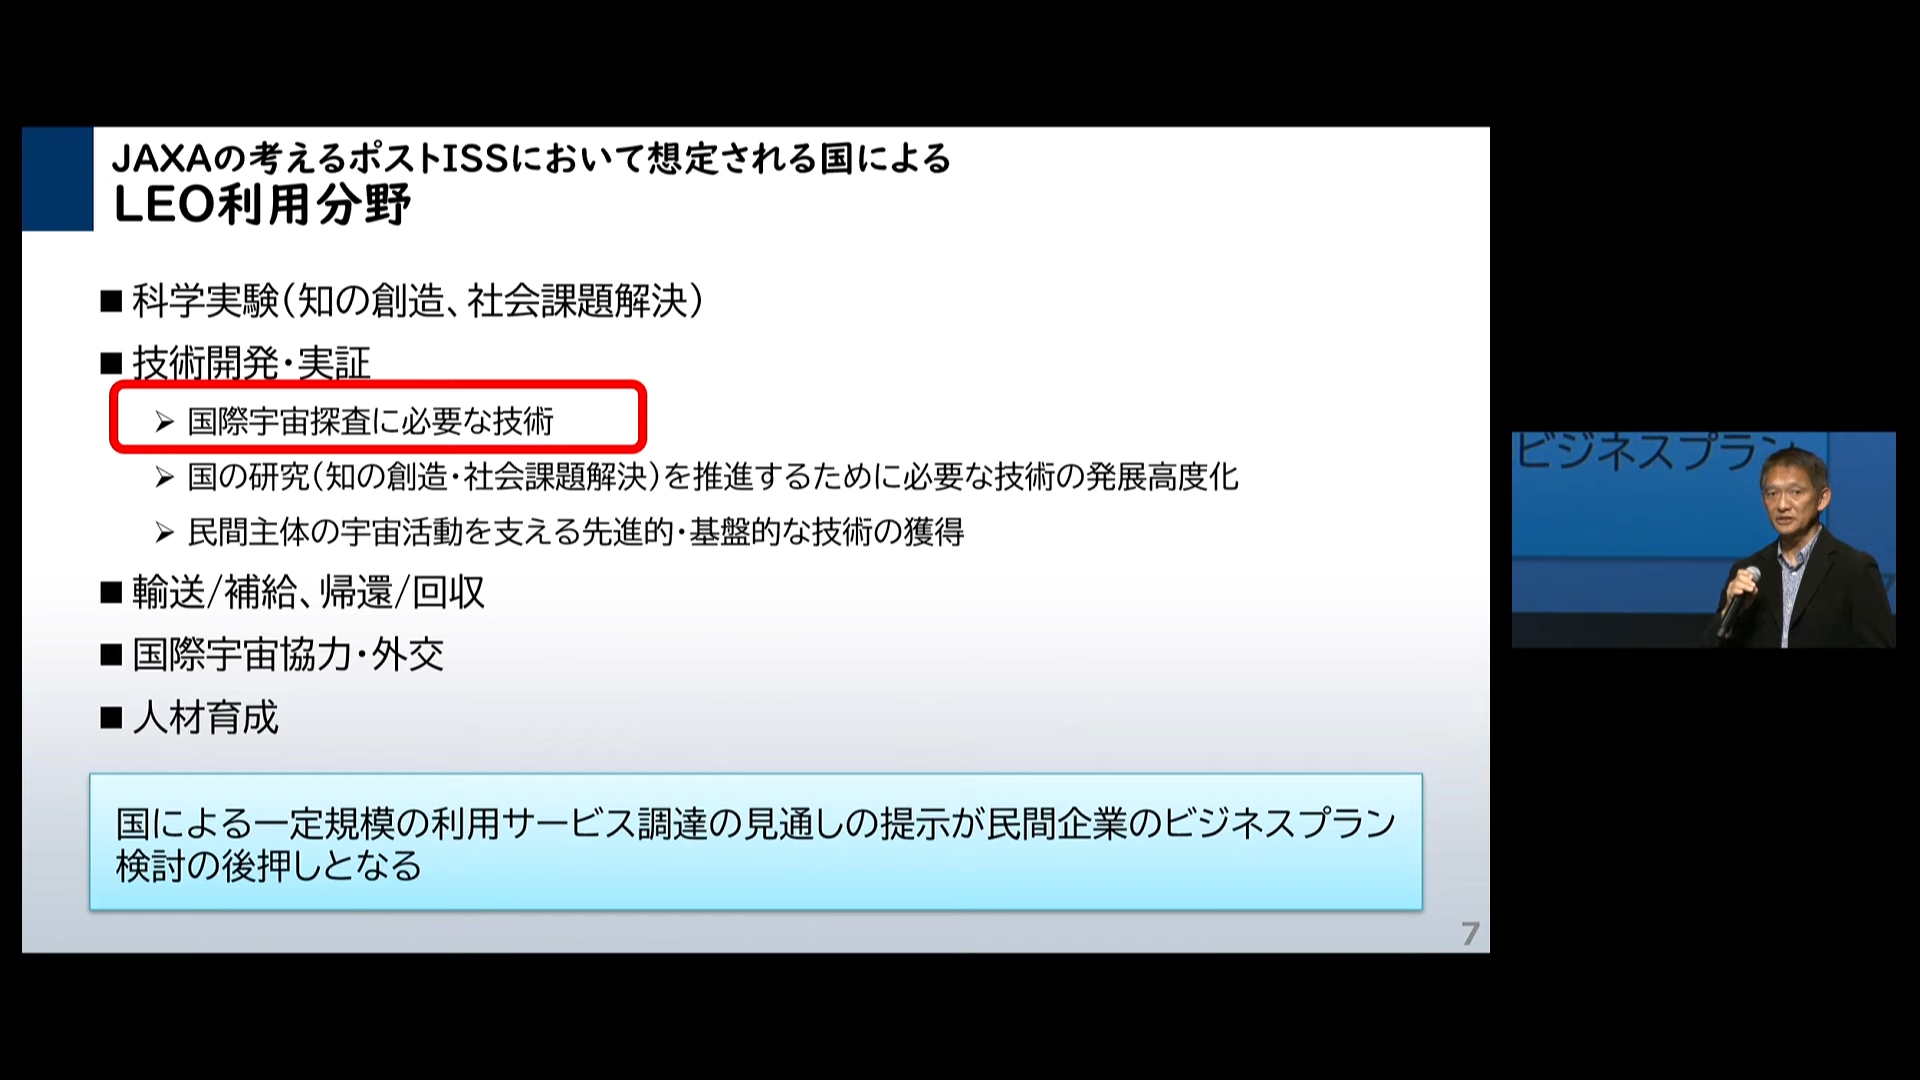 JAXAの考えるポストISSにおいて想定される国による
LEO利用分野
■ 科学実験(知の創造、社会課題解決)
■ 技術開発・実証
➢ 国際宇宙探査に必要な技術
➢ 国の研究(知の創造・社会課題解決)を推進するために必要な技術の発展高度化
➢ 民間主体の宇宙活動を支える先進的・基盤的な技術の獲得
■ 輸送/補給、帰還/回収
■ 国際宇宙協力・外交
■ 人材育成
国による一定規模の利用サービス調達の見通しの提示が民間企業のビジネスプラン
検討の後押しとなる
7
ビジネスプラン
7